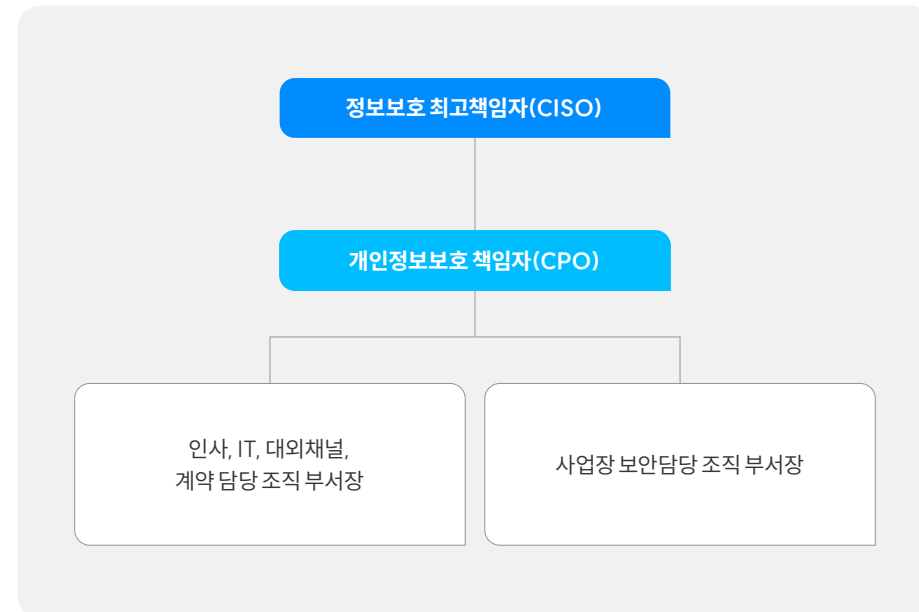 정보보호 최고책임자(CISO)
개인정보보호 책임자(CPO)
인사, IT, 대외채널,
계약 담당 조직 부서장
사업장 보안담당 조직 부서장